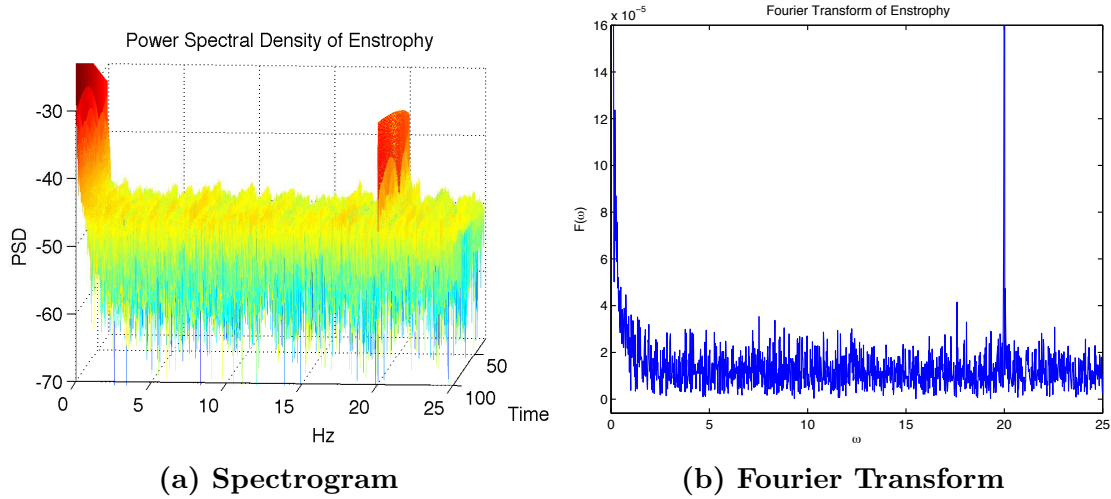 Power Spectral Density of Enstrophy
-30
-40
-50
-60
-70
PSD
0
5
10
15
20
25
Hz
50
100
Time
(a) Spectrogram
x 10⁻⁵
Fourier Transform of Enstrophy
16
14
12
10
8
6
4
2
0
F(ω)
0
5
10
15
20
25
ω
(b) Fourier Transform